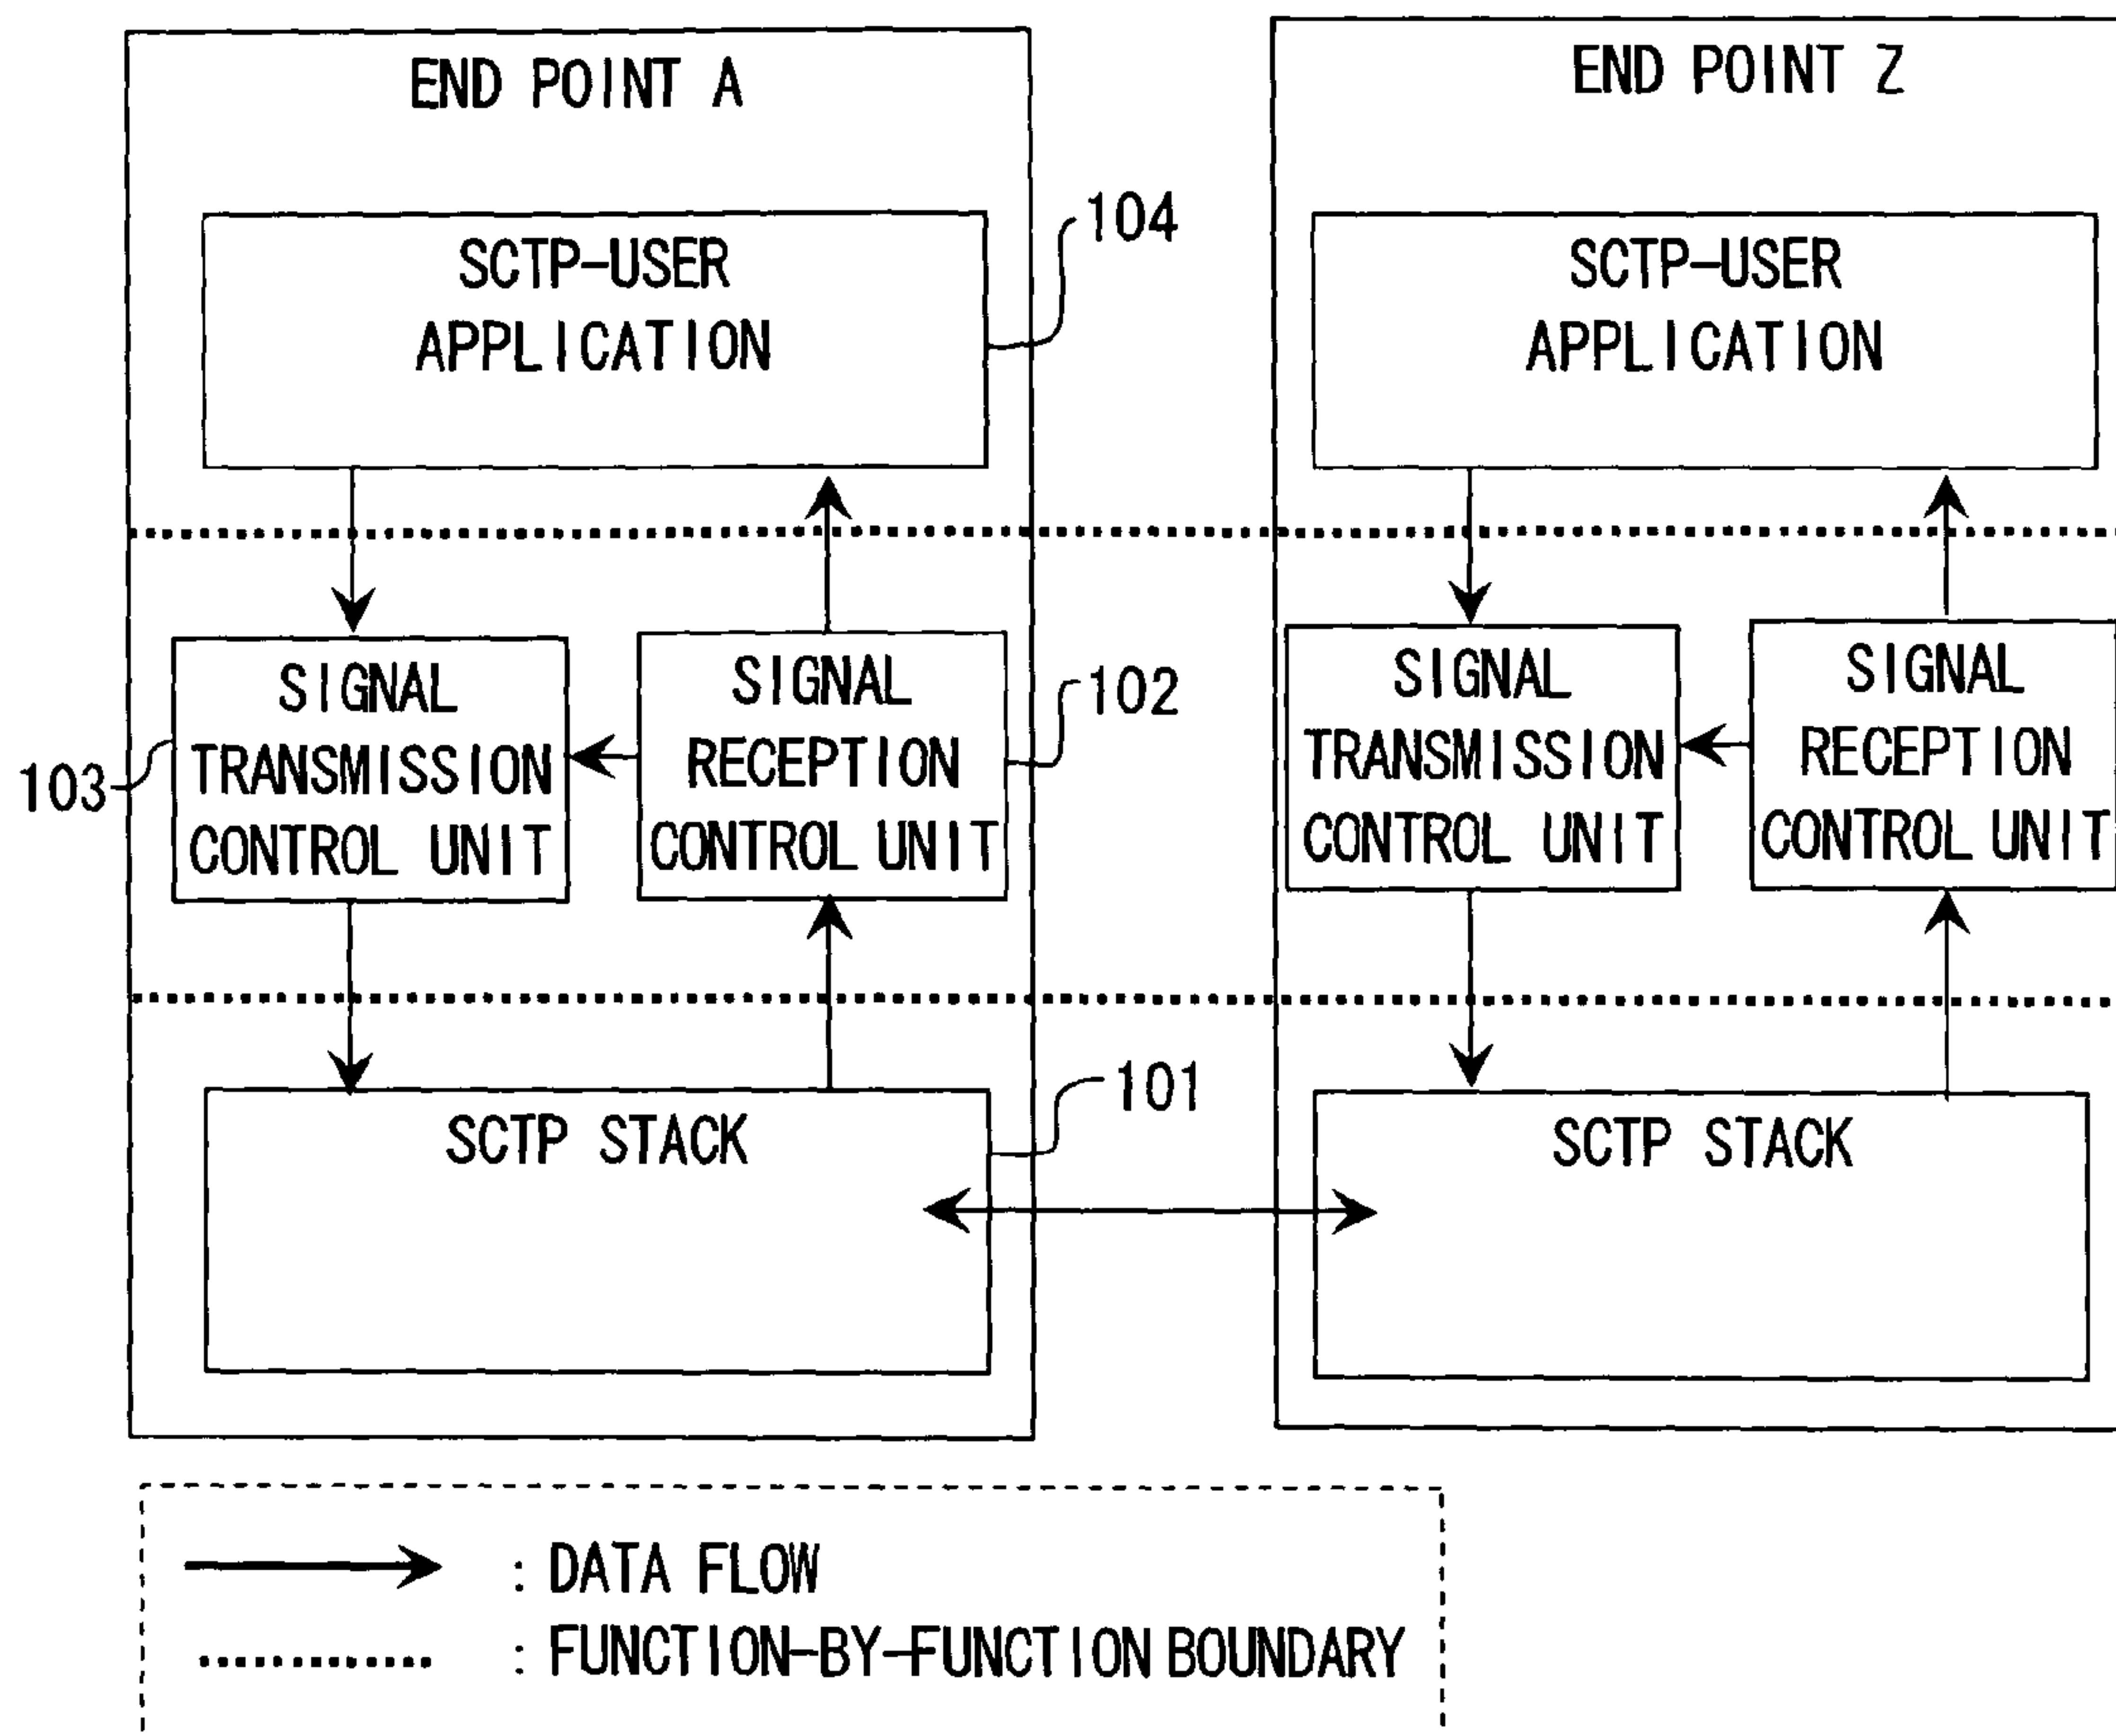 END POINT A
SCTP-USER
APPLICATION
104
SIGNAL
TRANSMISSION
CONTROL UNIT
103
SIGNAL
RECEPTION
CONTROL UNIT
102
SCTP STACK
101
END POINT Z
SCTP-USER
APPLICATION
SIGNAL
TRANSMISSION
CONTROL UNIT
SIGNAL
RECEPTION
CONTROL UNIT
SCTP STACK
: DATA FLOW
: FUNCTION-BY-FUNCTION BOUNDARY